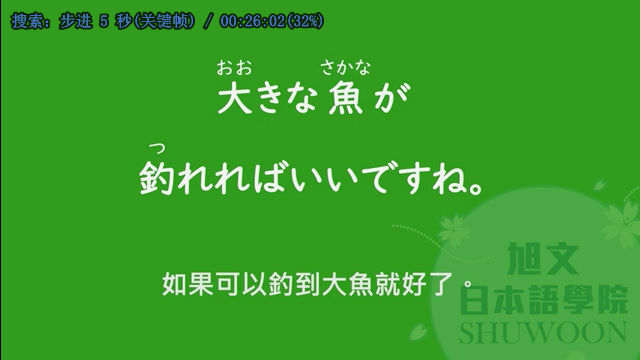 搜索: 步进 5 秒(关键帧) / 00:26:02(32%)
おお さかな
大きな魚が
つ
釣れればいいですね。
如果可以釣到大魚就好了。
旭文
日本語學院
SHUWOON